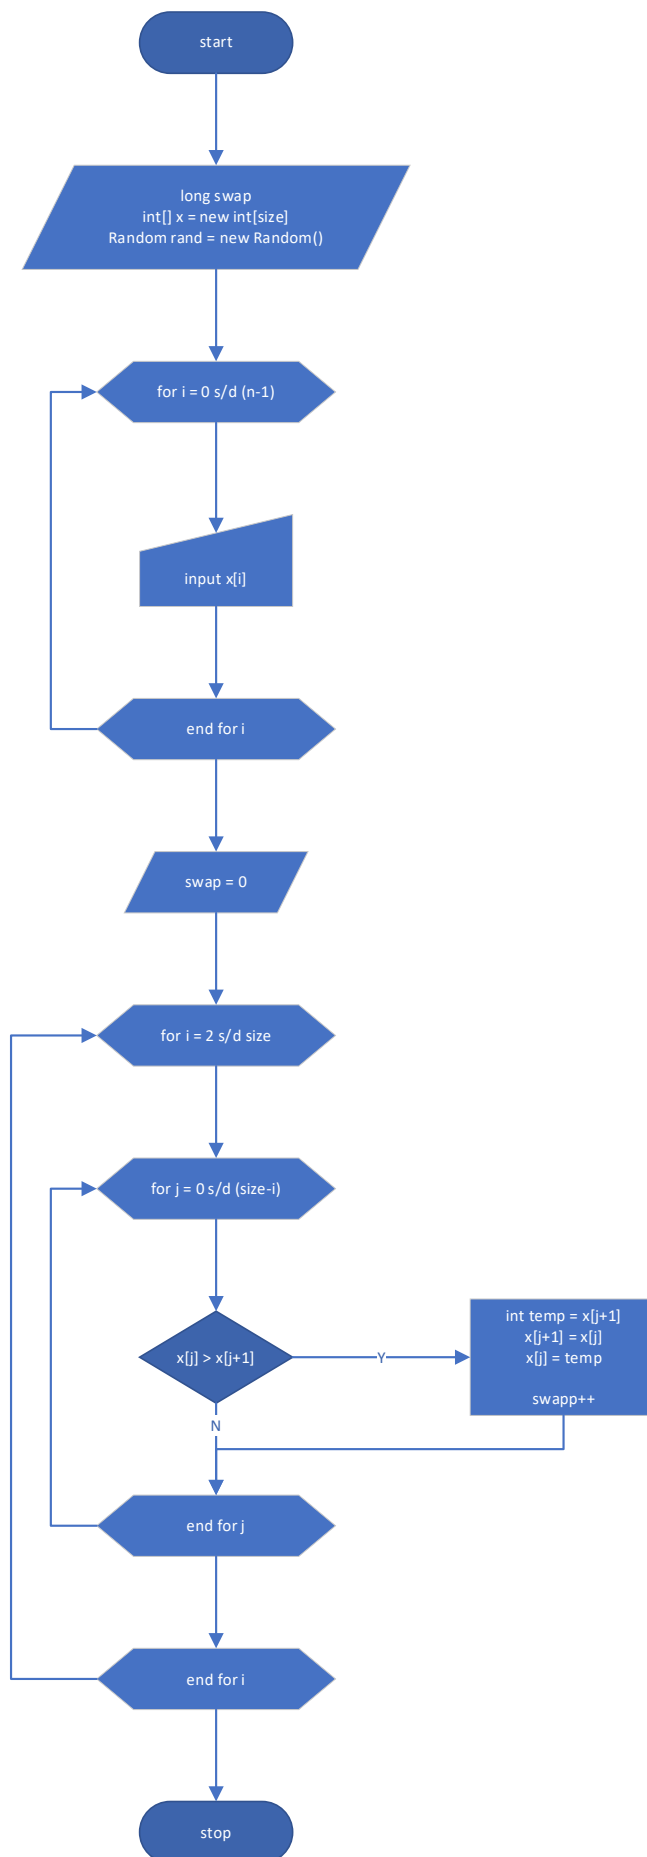 start
long swap
int[] x = new int[size]
Random rand = new Random()
for i = 0 s/d (n-1)
input x[i]
end for i
swap = 0
for i = 2 s/d size
for j = 0 s/d (size-i)
x[j] > x[j+1]
Y
int temp = x[j+1]
x[j+1] = x[j]
x[j] = temp
swapp++
N
end for j
end for i
stop